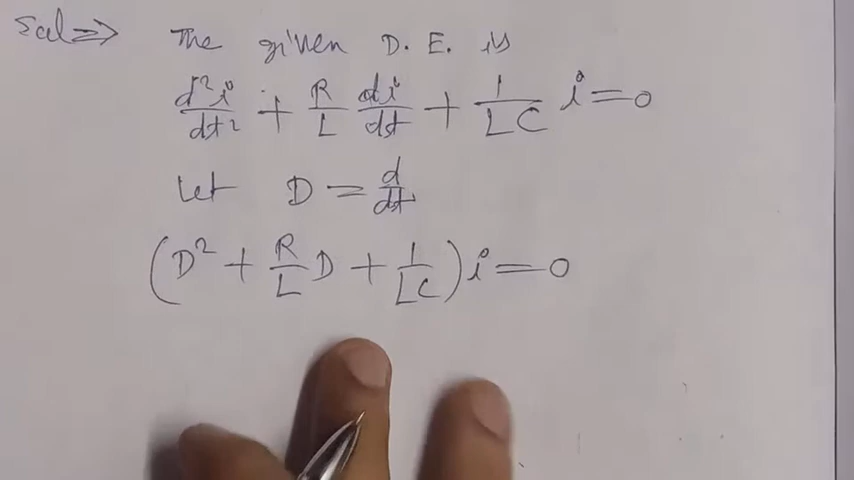 Sol ⇒ The given D. E. is
d²i/dt² + R/L di/dt + 1/LC i = 0
Let D = d/dt
(D² + R/L D + 1/LC) i = 0